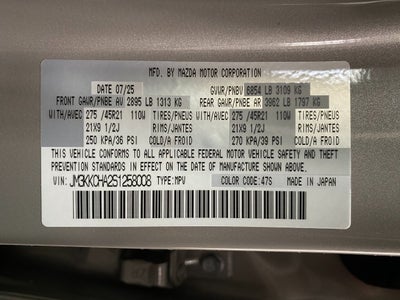 MFD. BY MAZDA MOTOR CORPORATION
DATE 07/25 GVWR/PNBV 6854 LB 3109 KG
FRONT GAWR/PNBE AV 2895 LB 1313 KG REAR GAWR/PNBE AR 3962 LB 1797 KG
WITH/AVEC 275 /45R21 110W TIRES/PNEUS WITH/AVEC 275 /45R21 110W TIRES/PNEUS
21X9 1/2J RIMS/JANTES 21X9 1/2J RIMS/JANTES
250 KPA/36 PSI COLD/A FROID 270 KPA/39 PSI COLD/A FROID
THIS VEHICLE CONFORMS TO ALL APPLICABLE FEDERAL MOTOR VEHICLE SAFETY AND THEFT
PREVENTION STANDARDS IN EFFECT ON THE DATE OF MANUFACTURE SHOWN ABOVE.
VIN: JM3KKCHA2S1258008 TYPE: MPV COLOR CODE: 47S MADE IN JAPAN